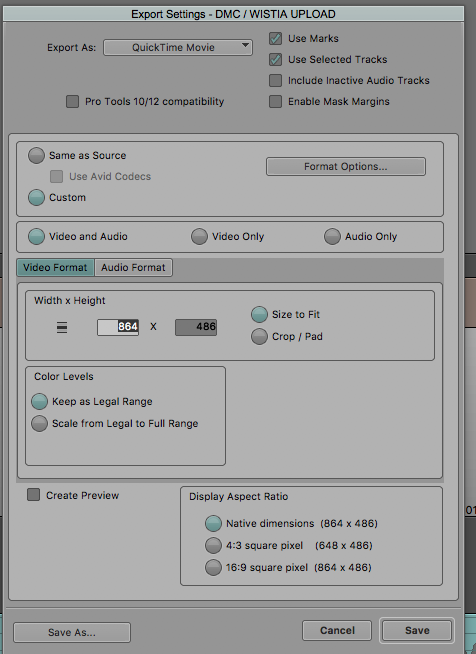 Export Settings - DMC / WISTIA UPLOAD
Export As: QuickTime Movie
Use Marks
Use Selected Tracks
Include Inactive Audio Tracks
Pro Tools 10/12 compatibility
Enable Mask Margins
Same as Source
Format Options...
Use Avid Codecs
Custom
Video and Audio Video Only Audio Only
Video Format Audio Format
Width x Height
864 X 486
Size to Fit
Crop / Pad
Color Levels
Keep as Legal Range
Scale from Legal to Full Range
Create Preview
Display Aspect Ratio
Native dimensions (864 x 486)
4:3 square pixel (648 x 486)
16:9 square pixel (864 x 486)
Save As... Cancel Save